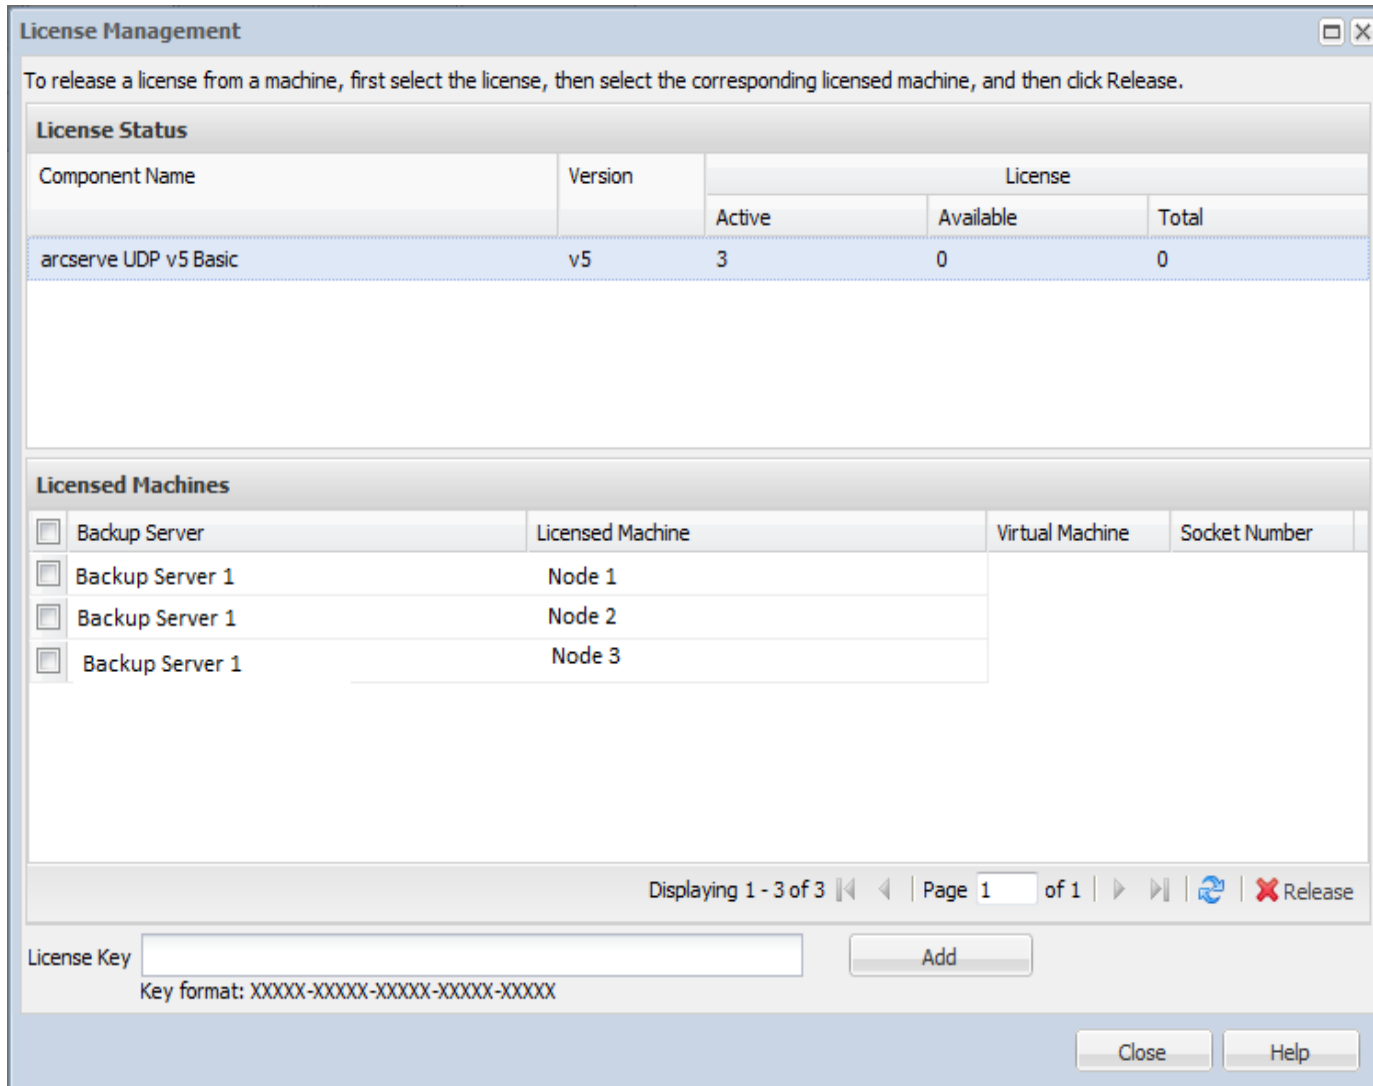 License Management
To release a license from a machine, first select the license, then select the corresponding licensed machine, and then click Release.
License Status
Component Name Version License
Active Available Total
arcserve UDP v5 Basic v5 3 0 0
Licensed Machines
Backup Server Licensed Machine Virtual Machine Socket Number
Backup Server 1 Node 1
Backup Server 1 Node 2
Backup Server 1 Node 3
Displaying 1 - 3 of 3 Page 1 of 1 Release
License Key Add
Key format: XXXXX-XXXXX-XXXXX-XXXXX-XXXXX
Close Help